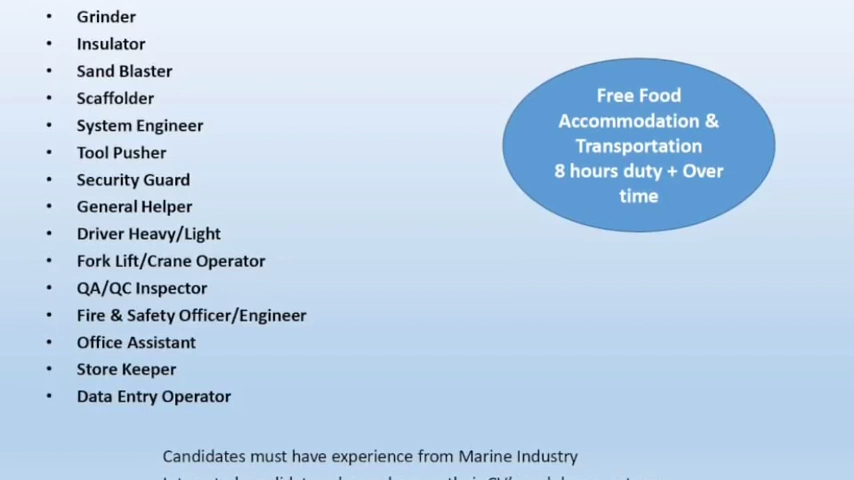 • Grinder
• Insulator
• Sand Blaster
• Scaffolder
• System Engineer
• Tool Pusher
• Security Guard
• General Helper
• Driver Heavy/Light
• Fork Lift/Crane Operator
• QA/QC Inspector
• Fire & Safety Officer/Engineer
• Office Assistant
• Store Keeper
• Data Entry Operator
Free Food
Accommodation &
Transportation
8 hours duty + Over
time
Candidates must have experience from Marine Industry